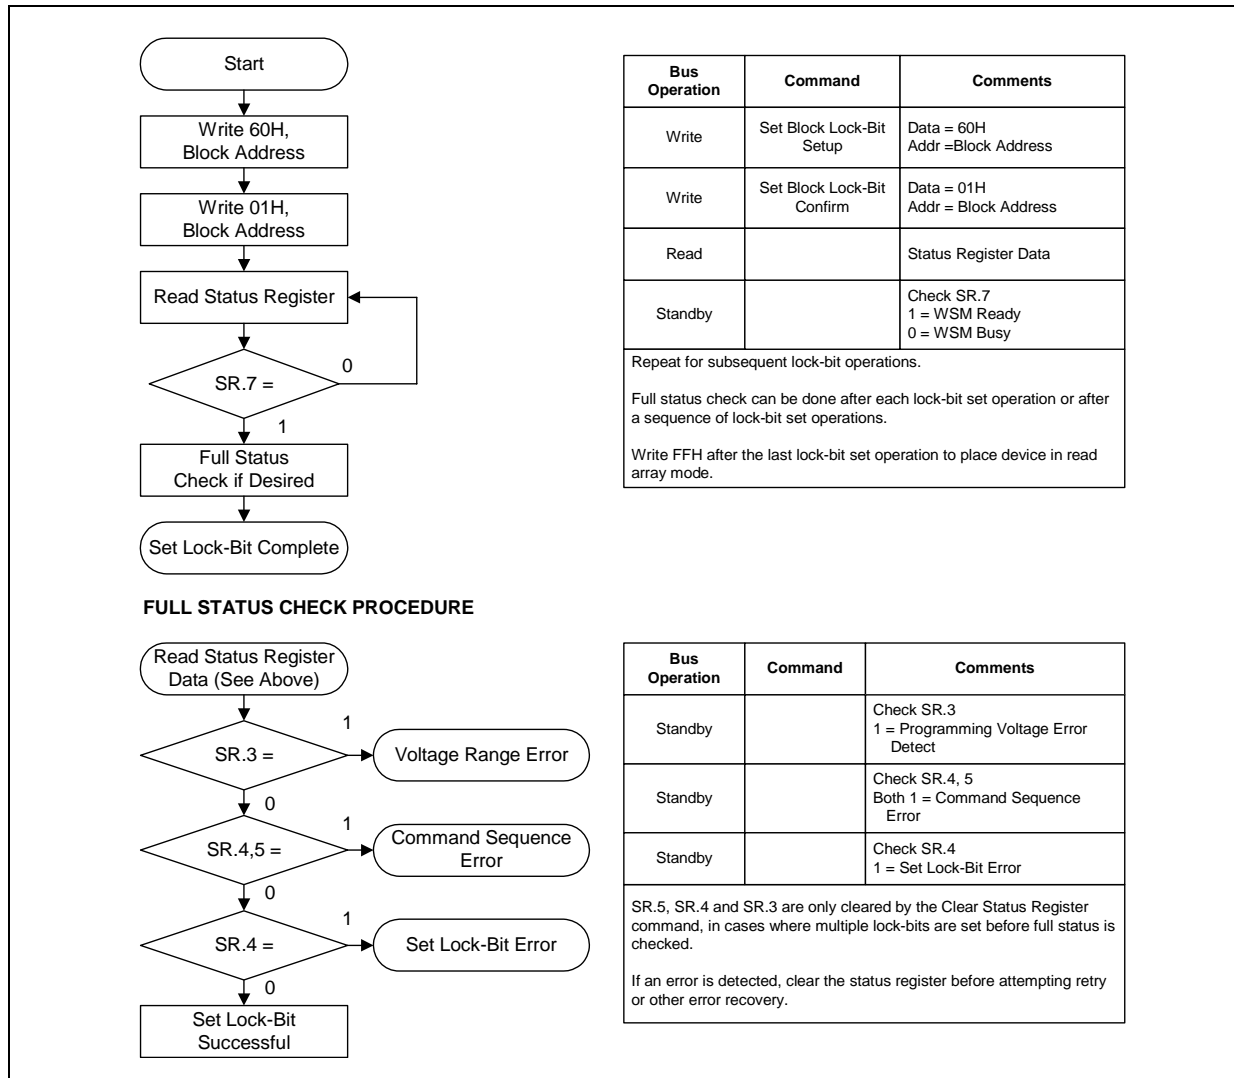 Start
Write 60H,
Block Address
Write 01H,
Block Address
Read Status Register
0
SR.7 =
1
Full Status
Check if Desired
Set Lock-Bit Complete
Bus
Operation
Command
Comments
Write
Set Block Lock-Bit
Setup
Data = 60H
Addr =Block Address
Write
Set Block Lock-Bit
Confirm
Data = 01H
Addr = Block Address
Read
Status Register Data
Standby
Check SR.7
1 = WSM Ready
0 = WSM Busy
Repeat for subsequent lock-bit operations.
Full status check can be done after each lock-bit set operation or after
a sequence of lock-bit set operations.
Write FFH after the last lock-bit set operation to place device in read
array mode.
FULL STATUS CHECK PROCEDURE
Read Status Register
Data (See Above)
1
SR.3 =
Voltage Range Error
0
1
SR.4,5 =
Command Sequence
Error
0
1
SR.4 =
Set Lock-Bit Error
0
Set Lock-Bit
Successful
Bus
Operation
Command
Comments
Standby
Check SR.3
1 = Programming Voltage Error
Detect
Standby
Check SR.4, 5
Both 1 = Command Sequence
Error
Standby
Check SR.4
1 = Set Lock-Bit Error
SR.5, SR.4 and SR.3 are only cleared by the Clear Status Register
command, in cases where multiple lock-bits are set before full status is
checked.
If an error is detected, clear the status register before attempting retry
or other error recovery.